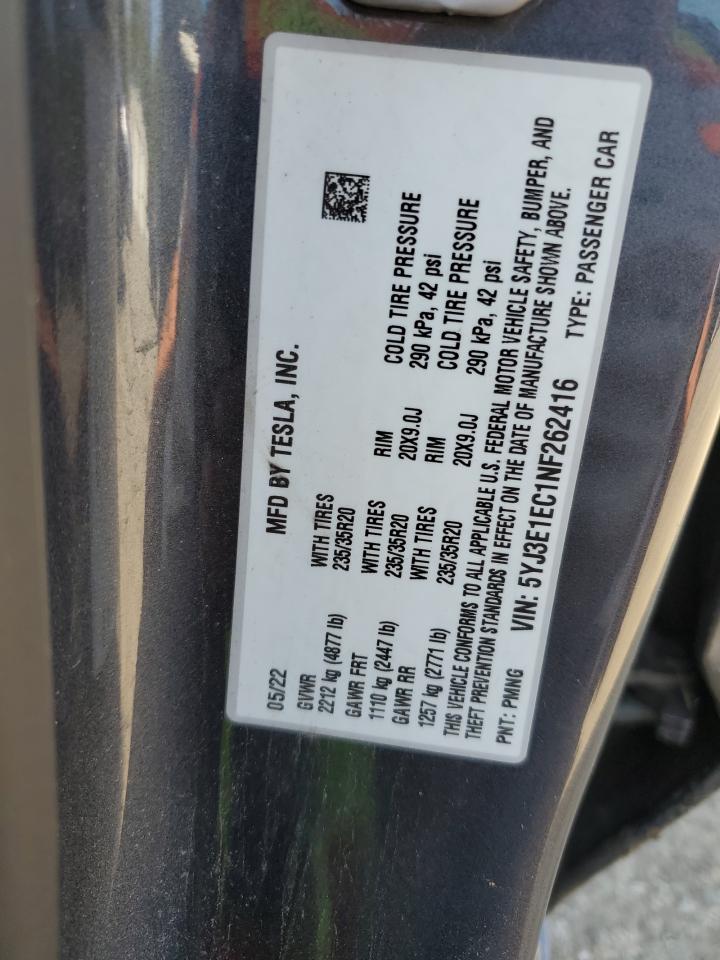 MFD BY TESLA, INC.
05/22
GVWR WITH TIRES RIM COLD TIRE PRESSURE
2212 kg (4877 lb) 235/35R20 20X9.0J 290 kPa, 42 psi
GAWR FRT WITH TIRES RIM COLD TIRE PRESSURE
1110 kg (2447 lb) 235/35R20 20X9.0J 290 kPa, 42 psi
GAWR RR WITH TIRES
1257 kg (2771 lb) 235/35R20
THIS VEHICLE CONFORMS TO ALL APPLICABLE U.S. FEDERAL MOTOR VEHICLE SAFETY, BUMPER, AND
THEFT PREVENTION STANDARDS IN EFFECT ON THE DATE OF MANUFACTURE SHOWN ABOVE.
PNT: PMNG VIN: 5YJ3E1EC1NF262416 TYPE: PASSENGER CAR